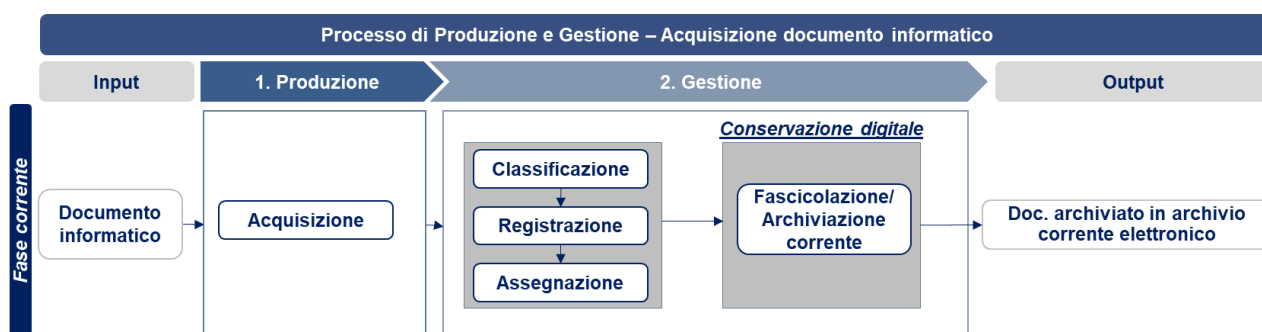 Processo di Produzione e Gestione – Acquisizione documento informatico
Input
1. Produzione
2. Gestione
Output
Fase corrente
Documento
informatico
Acquisizione
Classificazione
Registrazione
Assegnazione
Conservazione digitale
Fascicolazione/
Archiviazione
corrente
Doc. archiviato in archivio
corrente elettronico